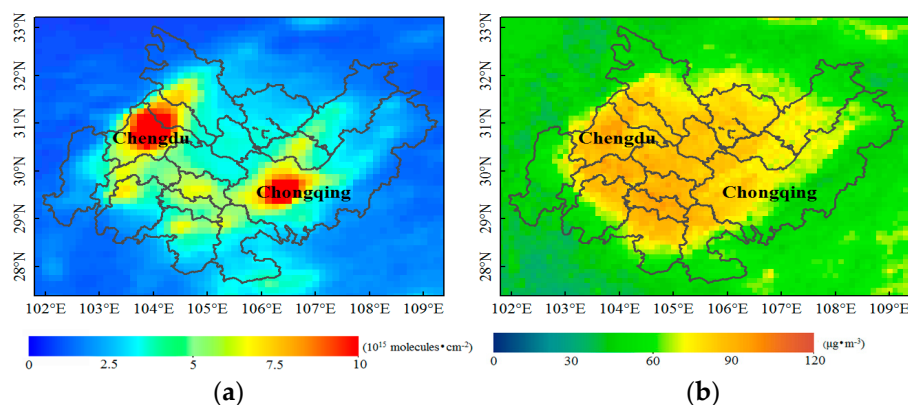 33°N
32°N
31°N
30°N
29°N
28°N
Chengdu
Chongqing
102°E 103°E 104°E 105°E 106°E 107°E 108°E 109°E
0 2.5 5 7.5 10 (10¹⁵ molecules•cm⁻²)
(a)
33°N
32°N
31°N
30°N
29°N
28°N
Chengdu
Chongqing
102°E 103°E 104°E 105°E 106°E 107°E 108°E 109°E
0 30 60 90 120 (μg•m⁻³)
(b)